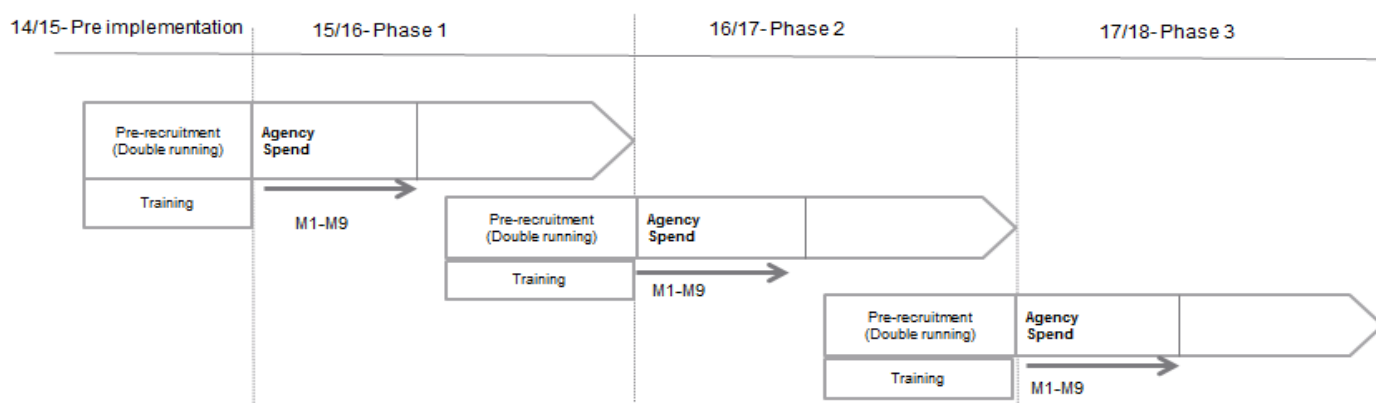 14/15- Pre implementation
15/16- Phase 1
16/17- Phase 2
17/18- Phase 3
Pre-recruitment
(Double running)
Agency
Spend
Training
M1-M9
Pre-recruitment
(Double running)
Agency
Spend
Training
M1-M9
Pre-recruitment
(Double running)
Agency
Spend
Training
M1-M9